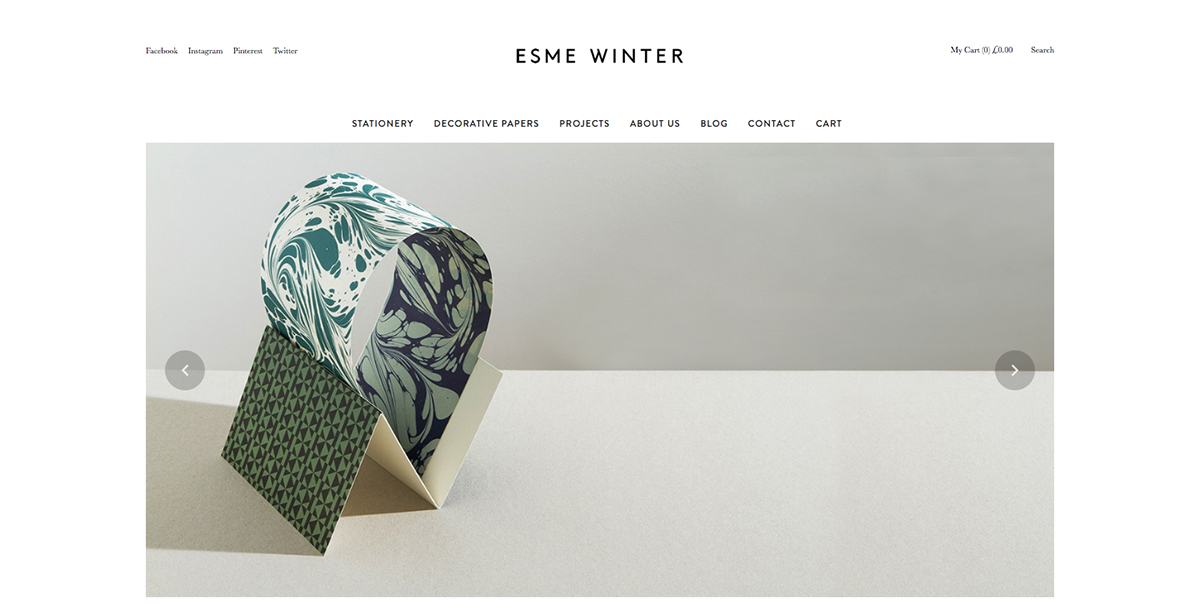 Facebook Instagram Pinterest Twitter
ESME WINTER
My Cart (0) £0.00 Search
STATIONERY DECORATIVE PAPERS PROJECTS ABOUT US BLOG CONTACT CART